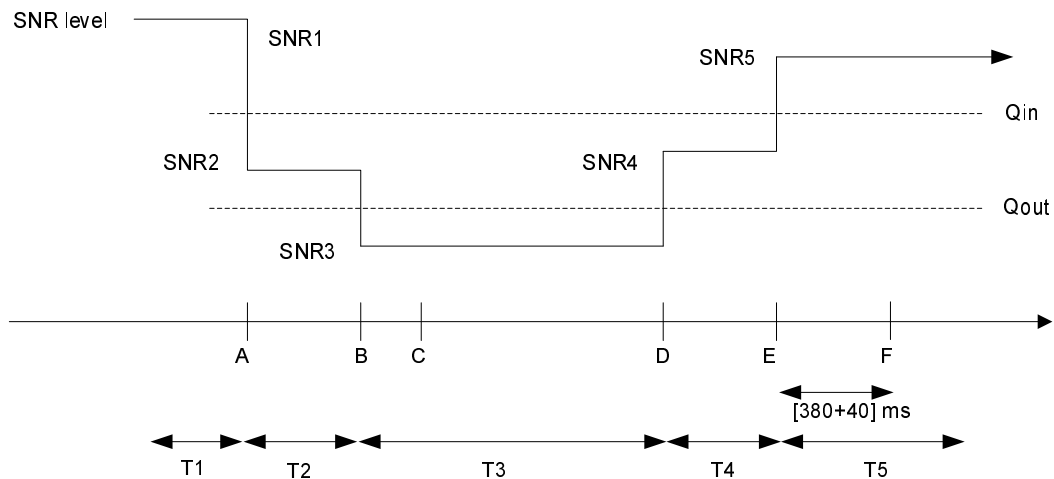 SNR level
SNR1
SNR5
Qin
SNR2
SNR4
Qout
SNR3
A
B
C
D
E
F
[380+40] ms
T1
T2
T3
T4
T5